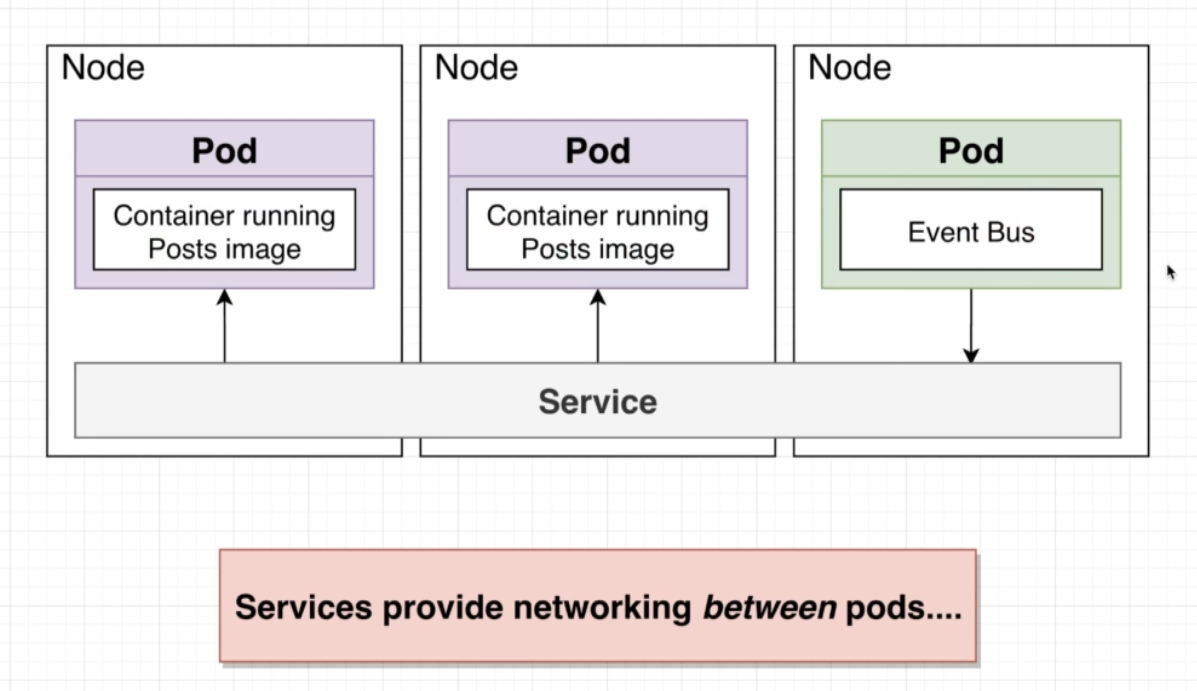 Node
Node
Node
Pod
Pod
Pod
Container running
Posts image
Container running
Posts image
Event Bus
Service
Services provide networking between pods....